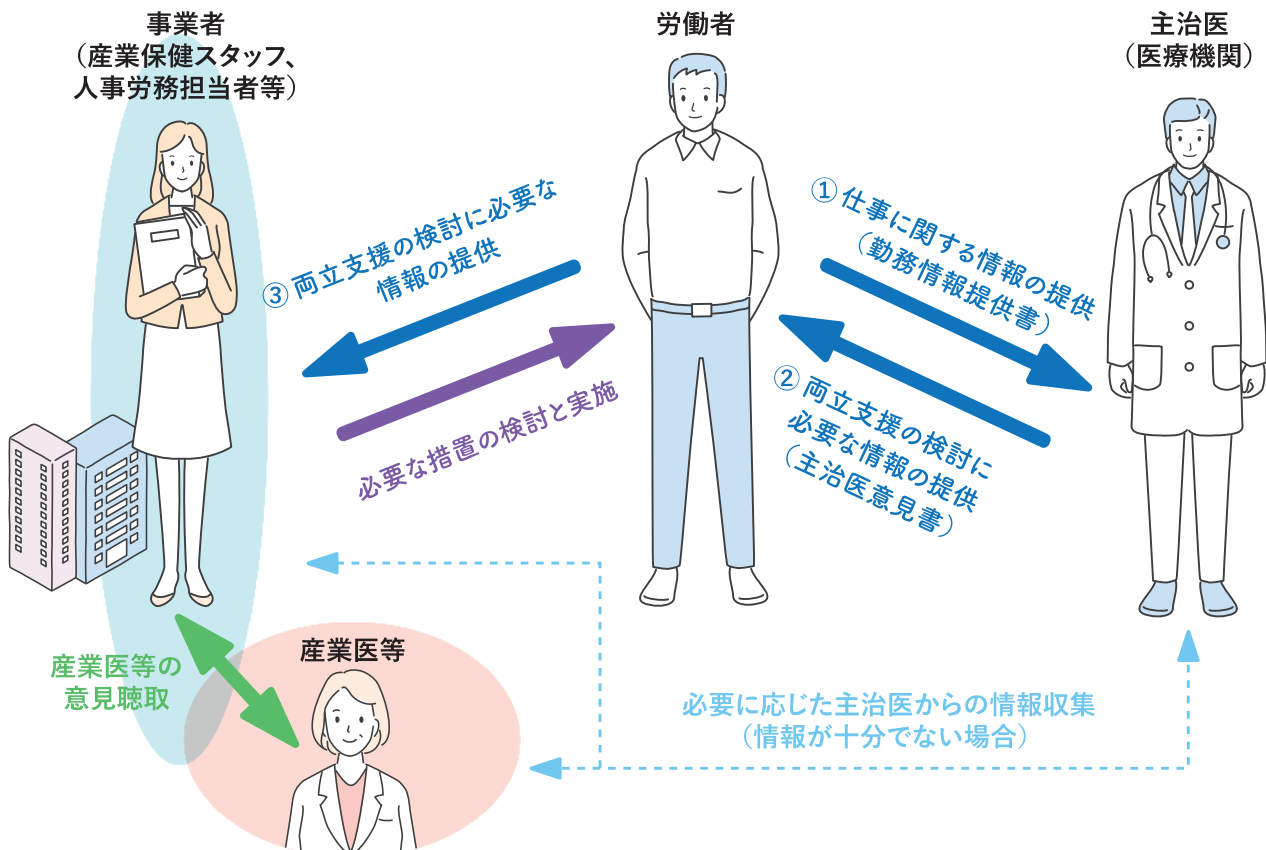 事業者
（産業保健スタッフ、
人事労務担当者等）
労働者
主治医
（医療機関）
① 仕事に関する情報の提供
（勤務情報提供書）
② 両立支援の検討に
必要な情報の提供
（主治医意見書）
③ 両立支援の検討に必要な
情報の提供
必要な措置の検討と実施
産業医等の
意見聴取
産業医等
必要に応じた主治医からの情報収集
（情報が十分でない場合）